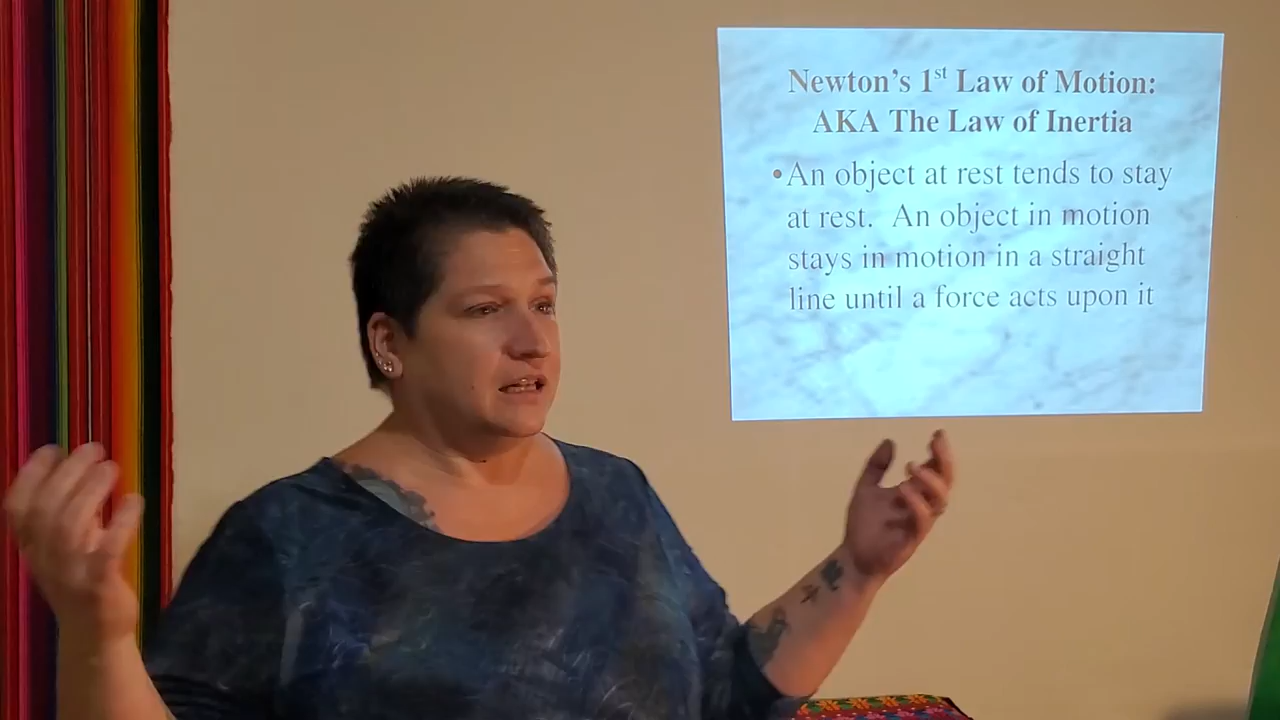 Newton's 1st Law of Motion:
AKA The Law of Inertia
•An object at rest tends to stay
at rest.  An object in motion
stays in motion in a straight
line until a force acts upon it